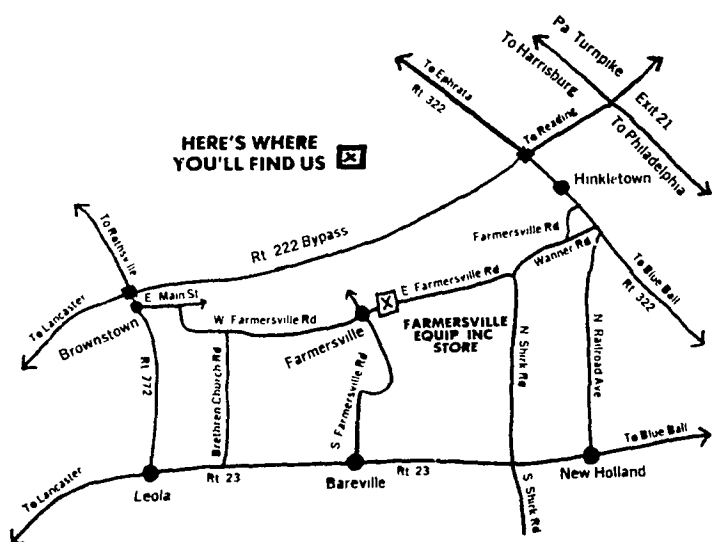 Pa Turnpike
To Harrisburg
Exit 21
To Philadelphia
To Ephrata
Rt 322
To Reading
HERE'S WHERE
YOU'LL FIND US X
Hinkletown
To Rothsville
Rt 222 Bypass
Farmersville Rd
Wanner Rd
To Blue Ball
Rt 322
E Main St
E Farmersville Rd
X
To Lancaster
Brownstown
W Farmersville Rd
Farmersville
FARMERSVILLE
EQUIP INC
STORE
Rt 772
Brethren Church Rd
S Farmersville Rd
N Shirk Rd
N Railroad Ave
To Blue Ball
To Lancaster
Leola
Rt 23
Bareville
Rt 23
New Holland
S Shirk Rd